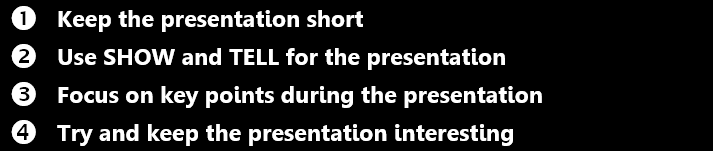 ❶ Keep the presentation short
❷ Use SHOW and TELL for the presentation
❸ Focus on key points during the presentation
❹ Try and keep the presentation interesting